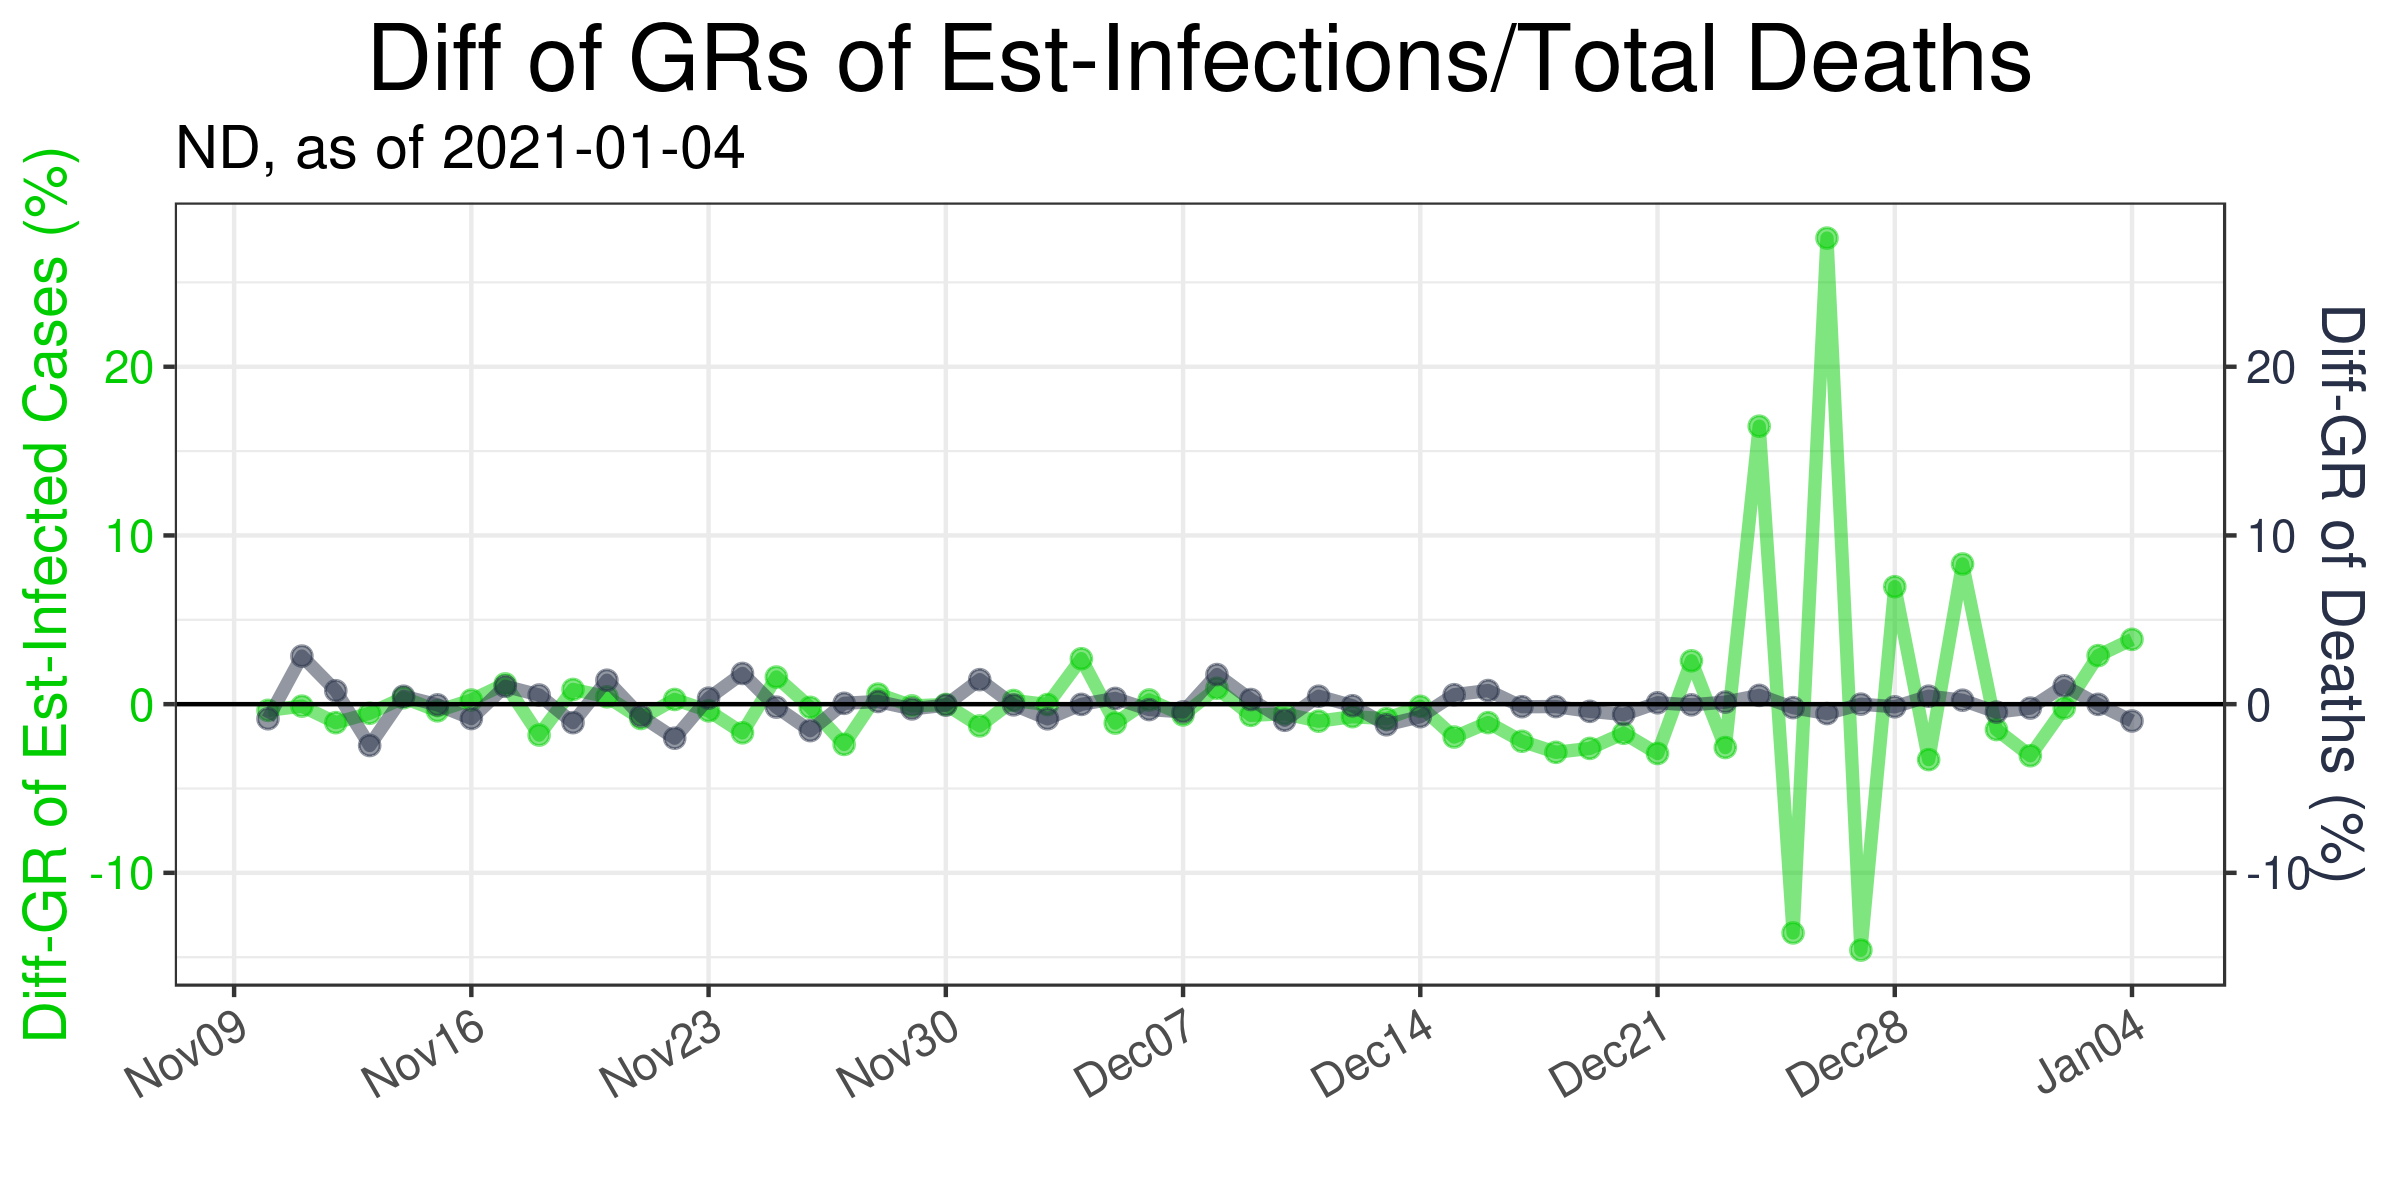 Diff of GRs of Est-Infections/Total Deaths
ND, as of 2021-01-04
Diff-GR of Est-Infected Cases (%)
20
10
0
-10
20
10
0
-10
Diff-GR of Deaths (%)
Nov09
Nov16
Nov23
Nov30
Dec07
Dec14
Dec21
Dec28
Jan04